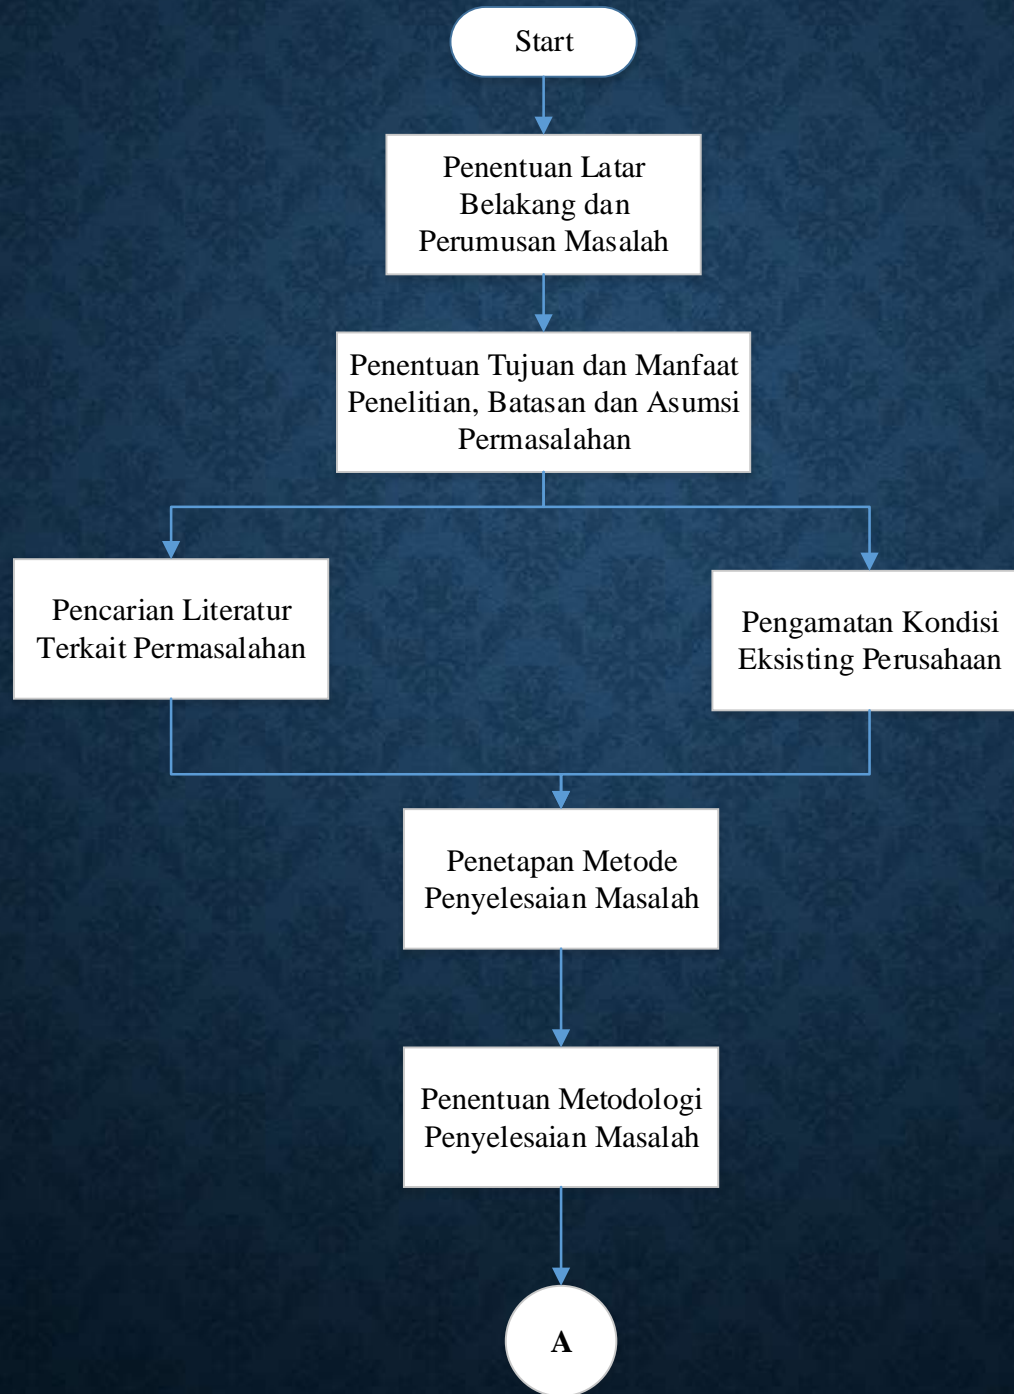 Start
Penentuan Latar
Belakang dan
Perumusan Masalah
Penentuan Tujuan dan Manfaat
Penelitian, Batasan dan Asumsi
Permasalahan
Pencarian Literatur
Terkait Permasalahan
Pengamatan Kondisi
Eksisting Perusahaan
Penetapan Metode
Penyelesaian Masalah
Penentuan Metodologi
Penyelesaian Masalah
A